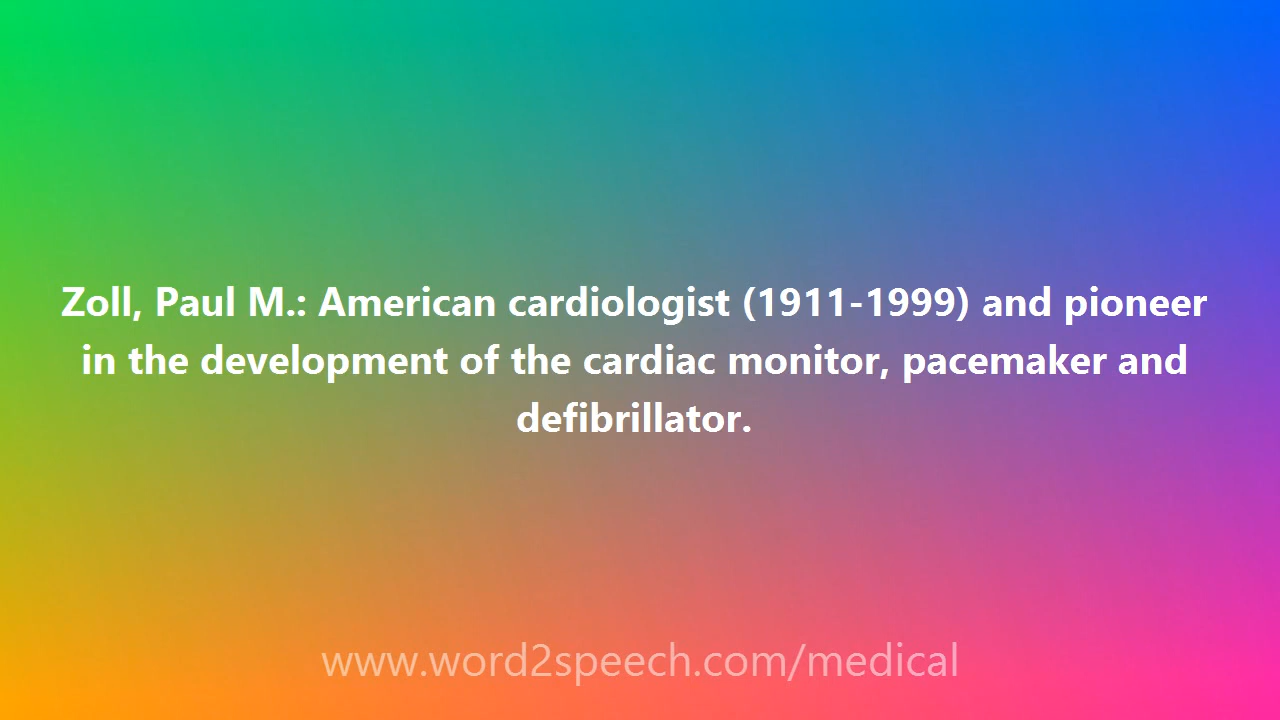 Zoll, Paul M.: American cardiologist (1911-1999) and pioneer
in the development of the cardiac monitor, pacemaker and
defibrillator.
www.word2speech.com/medical